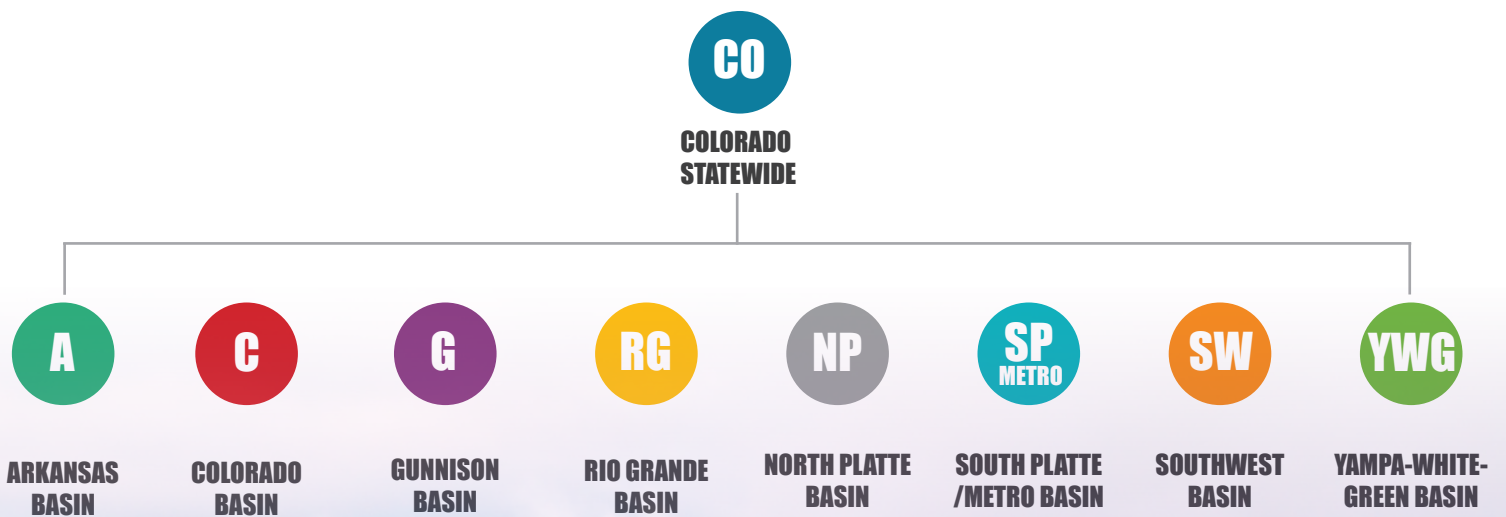 CO
COLORADO
STATEWIDE
A
C
G
RG
NP
SP
METRO
SW
YWG
ARKANSAS
BASIN
COLORADO
BASIN
GUNNISON
BASIN
RIO GRANDE
BASIN
NORTH PLATTE
BASIN
SOUTH PLATTE
/METRO BASIN
SOUTHWEST
BASIN
YAMPA-WHITE-
GREEN BASIN